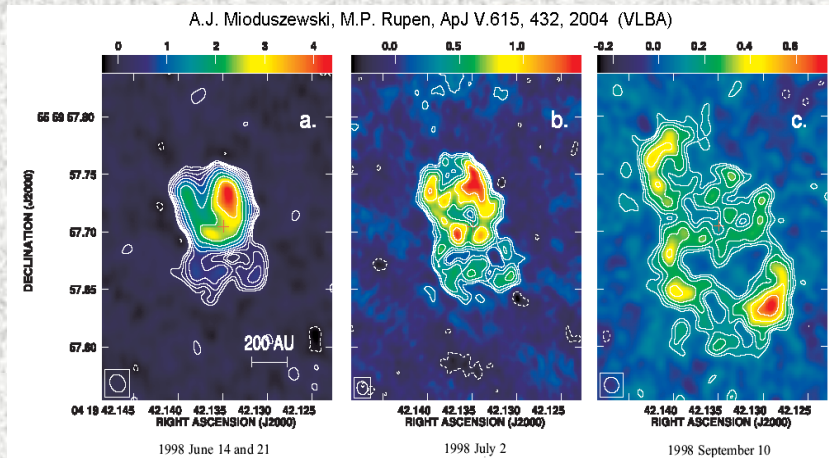 A.J. Mioduszewski, M.P. Rupen, ApJ V.615, 432, 2004 (VLBA)
0 1 2 3 4
0.0 0.5 1.0
-0.2 0.0 0.2 0.4 0.6
a.
b.
c.
55 59 57.80
57.75
57.70
57.65
57.60
DECLINATION (J2000)
200 AU
04 19 42.145 42.140 42.135 42.130 42.125
RIGHT ASCENSION (J2000)
42.140 42.135 42.130 42.125
RIGHT ASCENSION (J2000)
42.140 42.135 42.130 42.125
RIGHT ASCENSION (J2000)
1998 June 14 and 21
1998 July 2
1998 September 10